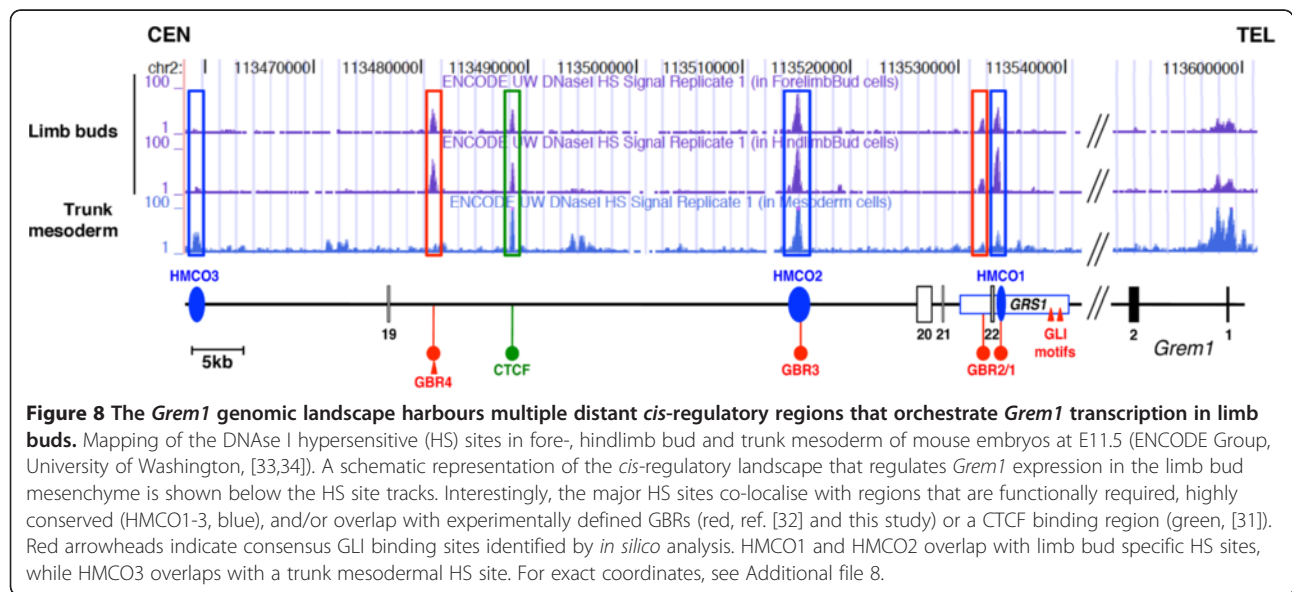 CEN
TEL
chr2: 113470000 113480000 113490000 113500000 113510000 113520000 113530000 113540000 113600000
100
ENCODE UW DNaseI HS Signal Replicate 1 (in ForelimbBud cells)
Limb buds
1
100
ENCODE UW DNaseI HS Signal Replicate 1 (in HindlimbBud cells)
1
Trunk mesoderm
100
ENCODE UW DNaseI HS Signal Replicate 1 (in Mesoderm cells)
1
HMCO3 HMCO2 HMCO1
GRS1
5kb
19 20 21 22 GLI motifs 2 1
GBR4 CTCF GBR3 GBR2/1 Grem1
Figure 8 The Grem1 genomic landscape harbours multiple distant cis-regulatory regions that orchestrate Grem1 transcription in limb
buds. Mapping of the DNAse I hypersensitive (HS) sites in fore-, hindlimb bud and trunk mesoderm of mouse embryos at E11.5 (ENCODE Group,
University of Washington, [33,34]). A schematic representation of the cis-regulatory landscape that regulates Grem1 expression in the limb bud
mesenchyme is shown below the HS site tracks. Interestingly, the major HS sites co-localise with regions that are functionally required, highly
conserved (HMCO1-3, blue), and/or overlap with experimentally defined GBRs (red, ref. [32] and this study) or a CTCF binding region (green, [31]).
Red arrowheads indicate consensus GLI binding sites identified by in silico analysis. HMCO1 and HMCO2 overlap with limb bud specific HS sites,
while HMCO3 overlaps with a trunk mesodermal HS site. For exact coordinates, see Additional file 8.